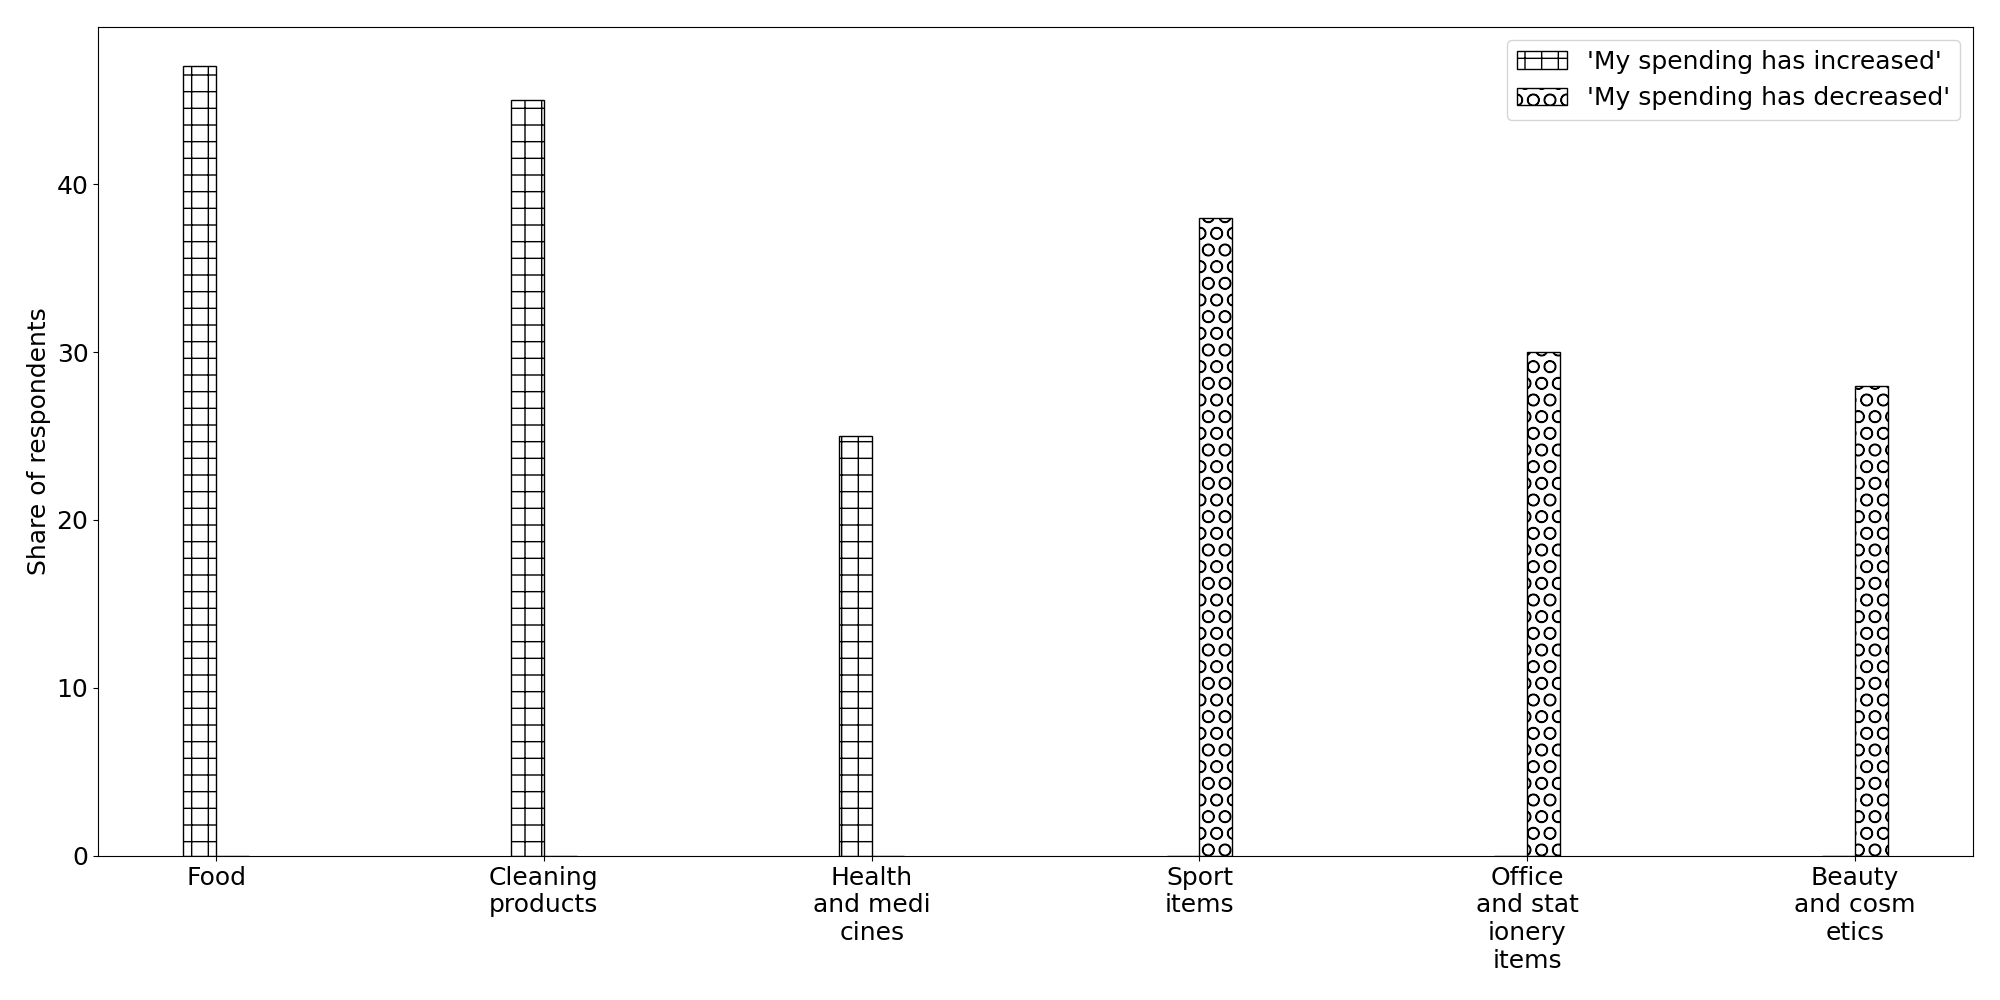 'My spending has increased'
'My spending has decreased'
Share of respondents
40
30
20
10
0
Food
Cleaning
products
Health
and medi
cines
Sport
items
Office
and stat
ionery
items
Beauty
and cosm
etics